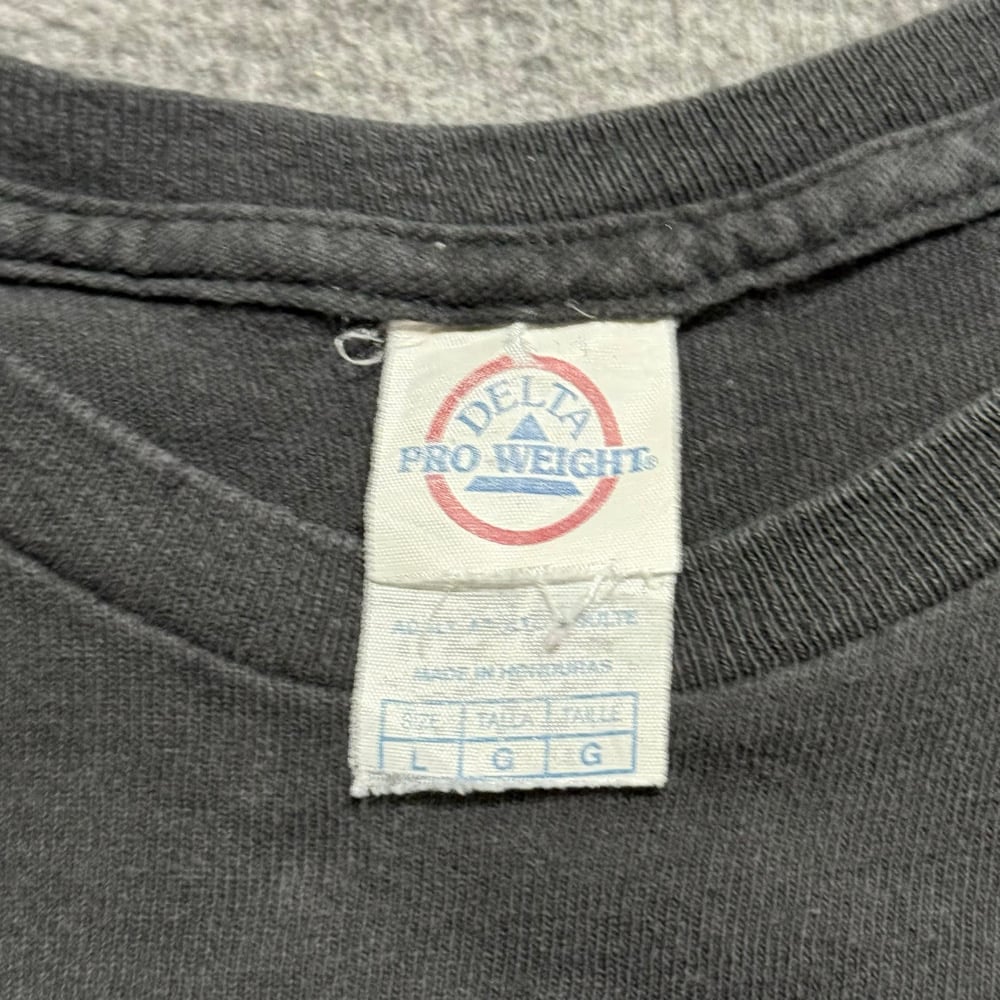 DELTA
PRO WEIGHT®
MADE IN HONDURAS
SIZE TALLA TAILLE
L G G